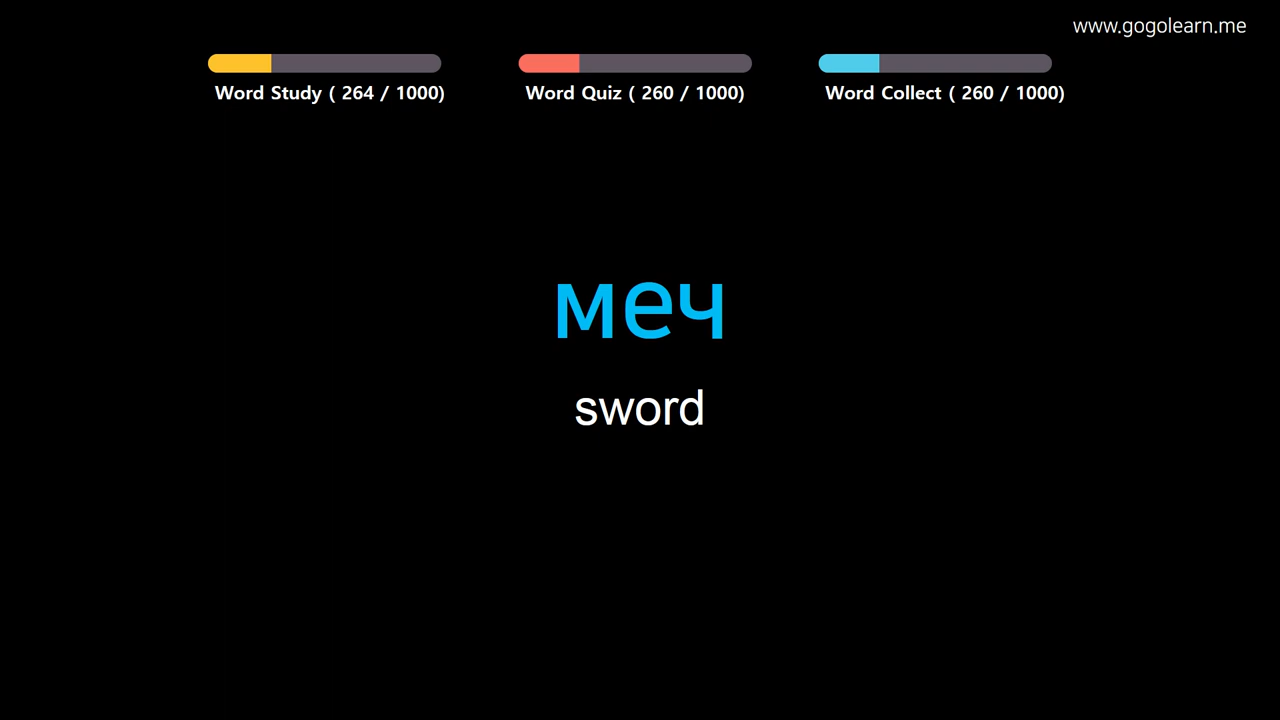 www.gogolearn.me
Word Study ( 264 / 1000)
Word Quiz ( 260 / 1000)
Word Collect ( 260 / 1000)
меч
sword